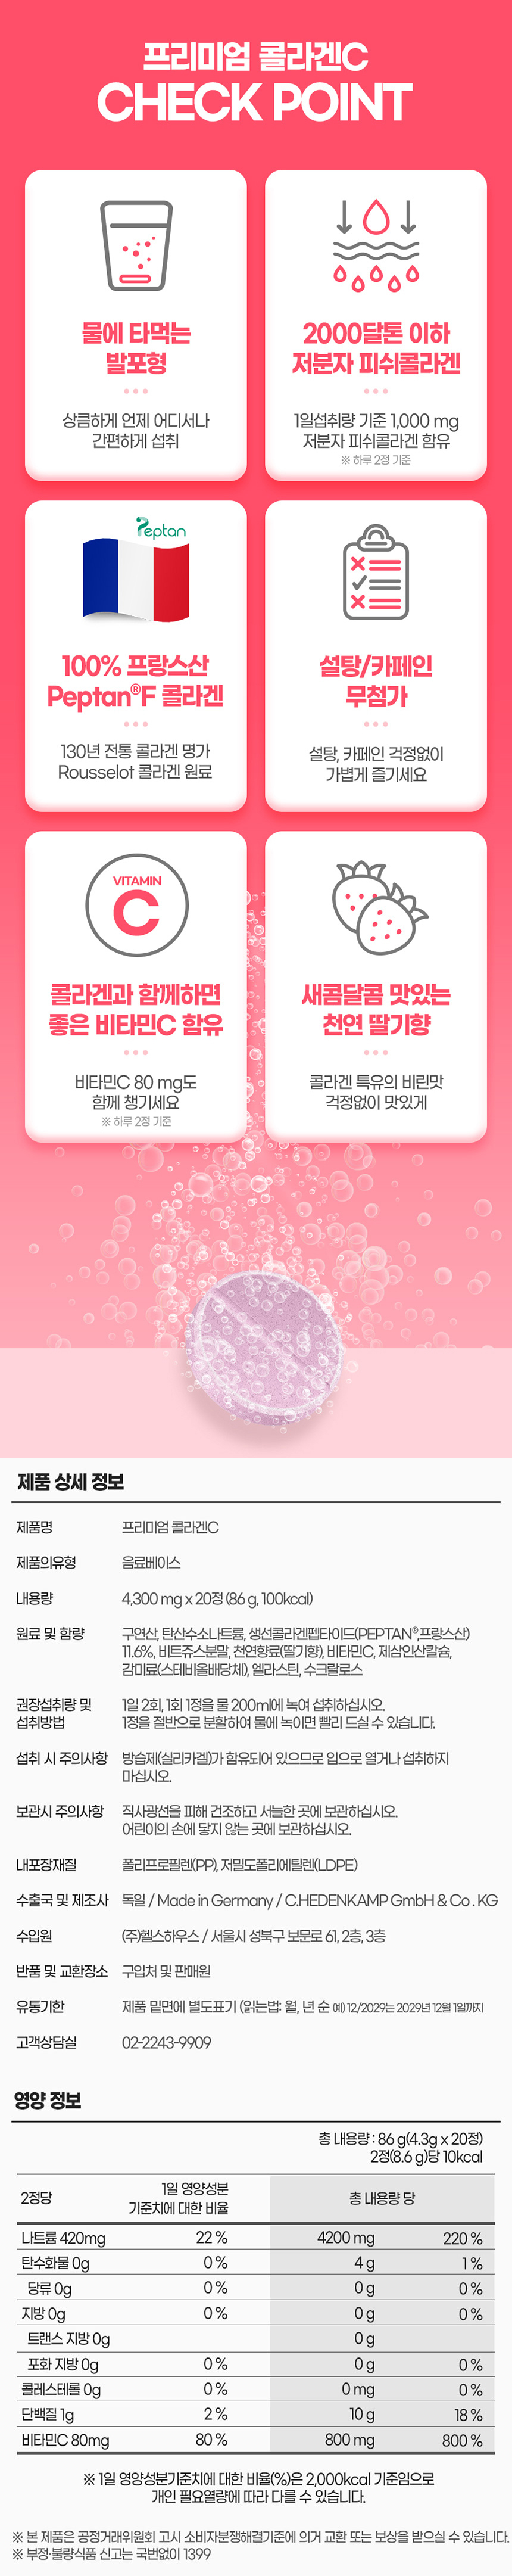 프리미엄 콜라겐C
CHECK POINT
물에 타먹는
발포형
상큼하게 언제 어디서나
간편하게 섭취
2000달톤 이하
저분자 피쉬콜라겐
1일섭취량 기준 1,000 mg
저분자 피쉬콜라겐 함유
※ 하루 2정 기준
Peptan
100% 프랑스산
Peptan®F 콜라겐
130년 전통 콜라겐 명가
Rousselot 콜라겐 원료
설탕/카페인
무첨가
설탕, 카페인 걱정없이
가볍게 즐기세요
VITAMIN
C
콜라겐과 함께하면
좋은 비타민C 함유
비타민C 80 mg도
함께 챙기세요
※ 하루 2정 기준
새콤달콤 맛있는
천연 딸기향
콜라겐 특유의 비린맛
걱정없이 맛있게
제품 상세 정보
제품명 프리미엄 콜라겐C
제품의유형 음료베이스
내용량 4,300 mg x 20정 (86 g, 100kcal)
원료 및 함량 구연산, 탄산수소나트륨, 생선콜라겐펩타이드(PEPTAN®,프랑스산)
11.6%, 비트쥬스분말, 천연향료(딸기향), 비타민C, 제삼인산칼슘,
감미료(스테비올배당체), 엘라스틴, 수크랄로스
권장섭취량 및 1일 2회, 1회 1정을 물 200ml에 녹여 섭취하십시오.
섭취방법 1정을 절반으로 분할하여 물에 녹이면 빨리 드실 수 있습니다.
섭취 시 주의사항 방습제(실리카겔)가 함유되어 있으므로 입으로 열거나 섭취하지
마십시오.
보관시 주의사항 직사광선을 피해 건조하고 서늘한 곳에 보관하십시오.
어린이의 손에 닿지 않는 곳에 보관하십시오.
내포장재질 폴리프로필렌(PP), 저밀도폴리에틸렌(LDPE)
수출국 및 제조사 독일 / Made in Germany / C.HEDENKAMP GmbH & Co . KG
수입원 (주)헬스하우스 / 서울시 성북구 보문로 61, 2층, 3층
반품 및 교환장소 구입처 및 판매원
유통기한 제품 밑면에 별도표기 (읽는법: 월, 년 순 예) 12/2029는 2029년 12월 1일까지
고객상담실 02-2243-9909
영양 정보
총 내용량 : 86 g(4.3g x 20정)
2정(8.6 g)당 10kcal
2정당 1일 영양성분 총 내용량 당
기준치에 대한 비율
나트륨 420mg 22 % 4200 mg 220 %
탄수화물 0g 0 % 4 g 1 %
당류 0g 0 % 0 g 0 %
지방 0g 0 % 0 g 0 %
트랜스 지방 0g 0 g
포화 지방 0g 0 % 0 g 0 %
콜레스테롤 0g 0 % 0 mg 0 %
단백질 1g 2 % 10 g 18 %
비타민C 80mg 80 % 800 mg 800 %
※ 1일 영양성분기준치에 대한 비율(%)은 2,000kcal 기준임으로
개인 필요열량에 따라 다를 수 있습니다.
※ 본 제품은 공정거래위원회 고시 소비자분쟁해결기준에 의거 교환 또는 보상을 받으실 수 있습니다.
※ 부정·불량식품 신고는 국번없이 1399